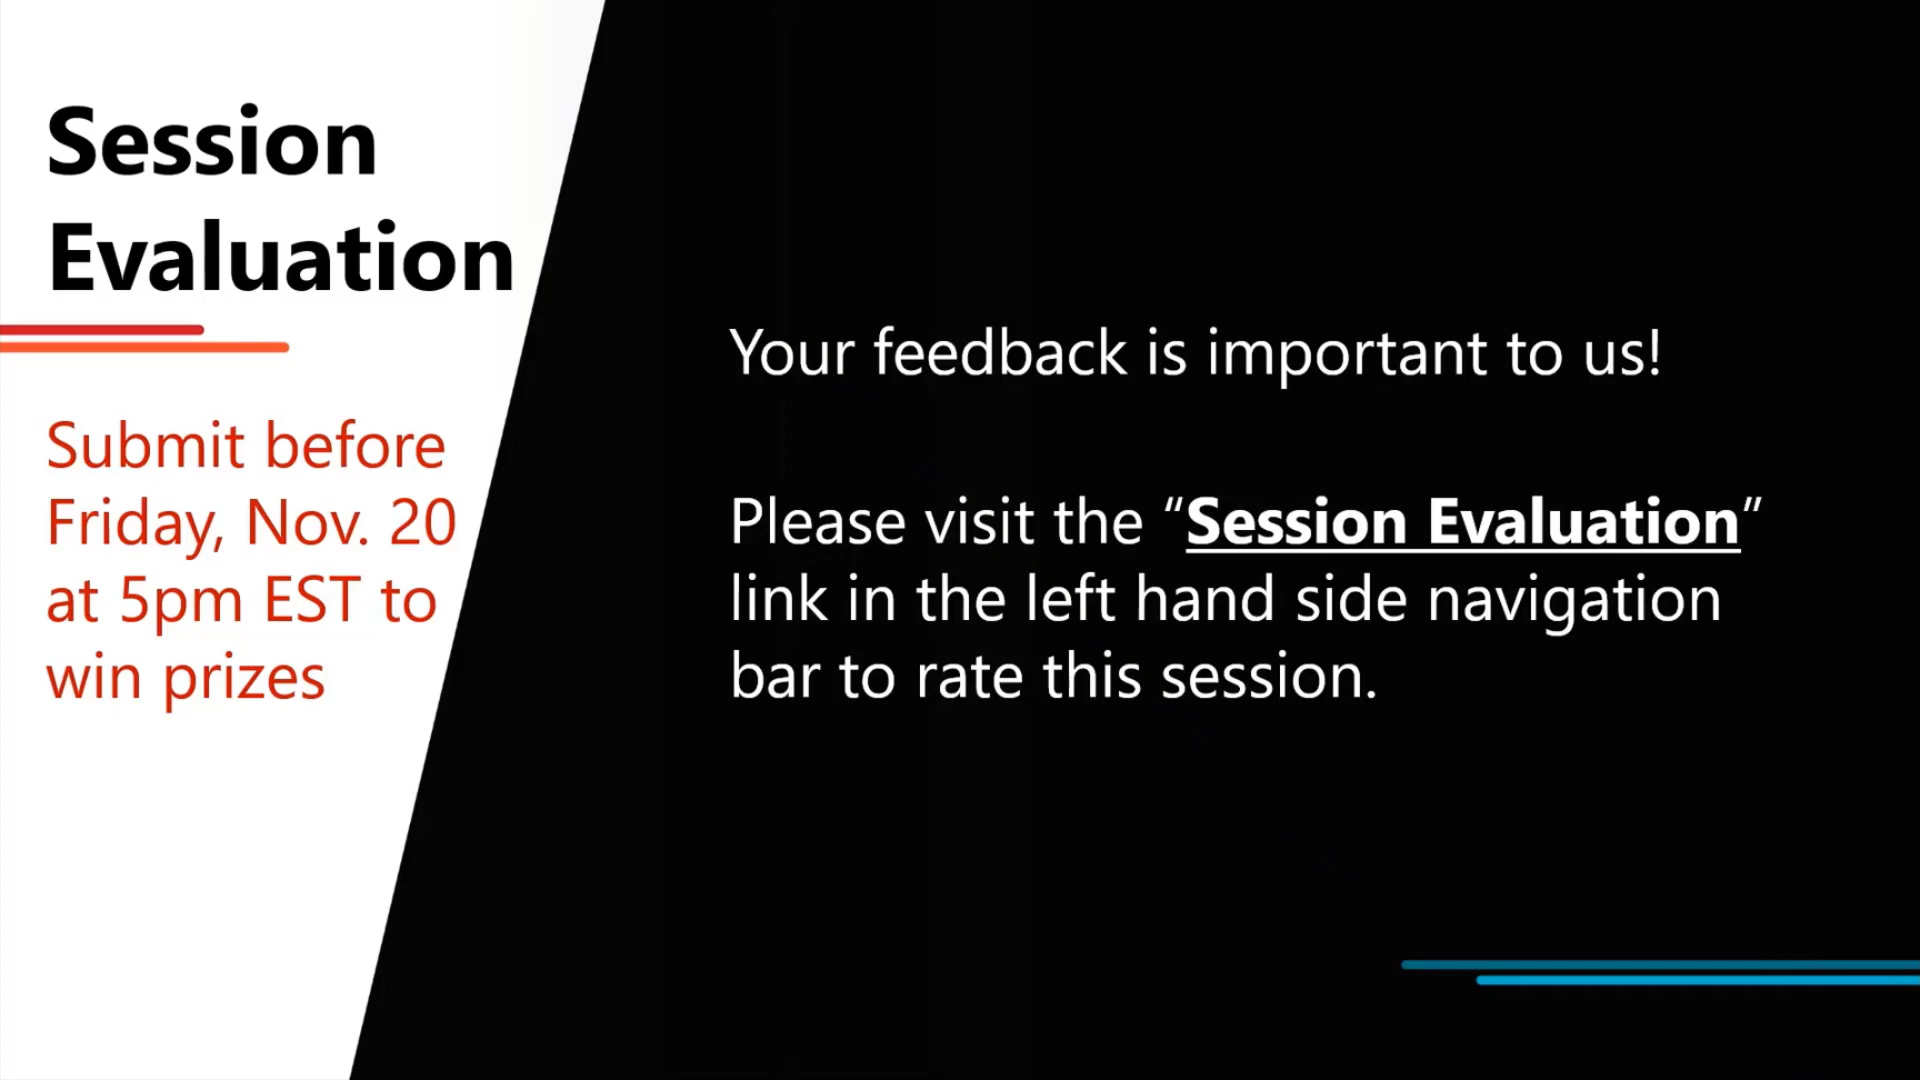 Session
Evaluation
Submit before
Friday, Nov. 20
at 5pm EST to
win prizes
Your feedback is important to us!
Please visit the “Session Evaluation”
link in the left hand side navigation
bar to rate this session.